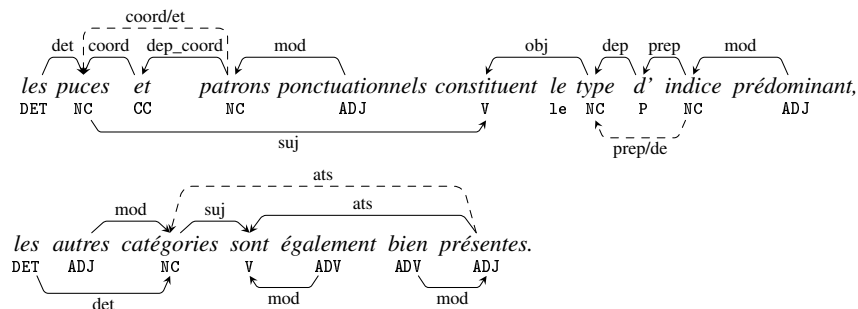 coord/et
det coord dep_coord mod obj dep prep mod
les puces et patrons ponctuationnels constituent le type d' indice prédominant,
DET NC CC NC ADJ V le NC P NC ADJ
suj prep/de
ats
mod suj ats
les autres catégories sont également bien présentes.
DET ADJ NC V ADV ADV ADJ
det mod mod